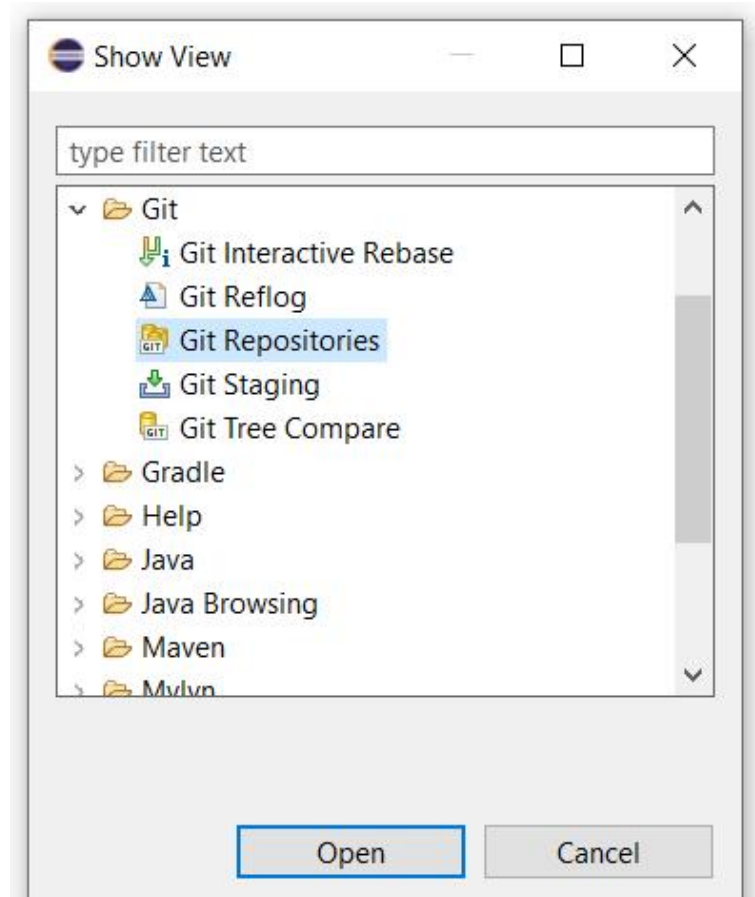 Show View
type filter text
Git
Git Interactive Rebase
Git Reflog
Git Repositories
Git Staging
Git Tree Compare
Gradle
Help
Java
Java Browsing
Maven
Mylyn
Open Cancel